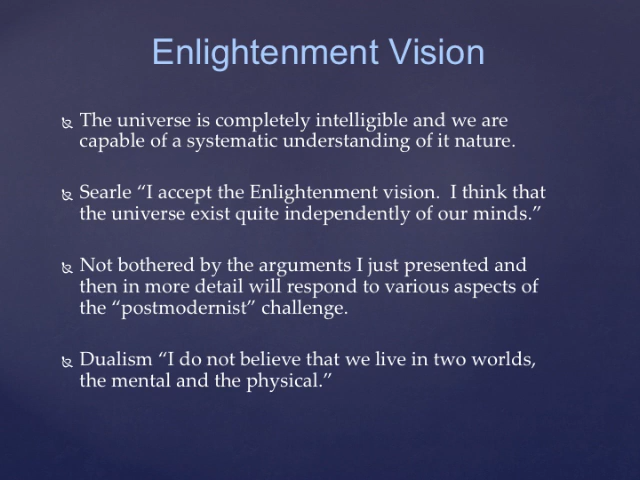 Enlightenment Vision
The universe is completely intelligible and we are
capable of a systematic understanding of it nature.
Searle “I accept the Enlightenment vision.  I think that
the universe exist quite independently of our minds.”
Not bothered by the arguments I just presented and
then in more detail will respond to various aspects of
the “postmodernist” challenge.
Dualism “I do not believe that we live in two worlds,
the mental and the physical.”